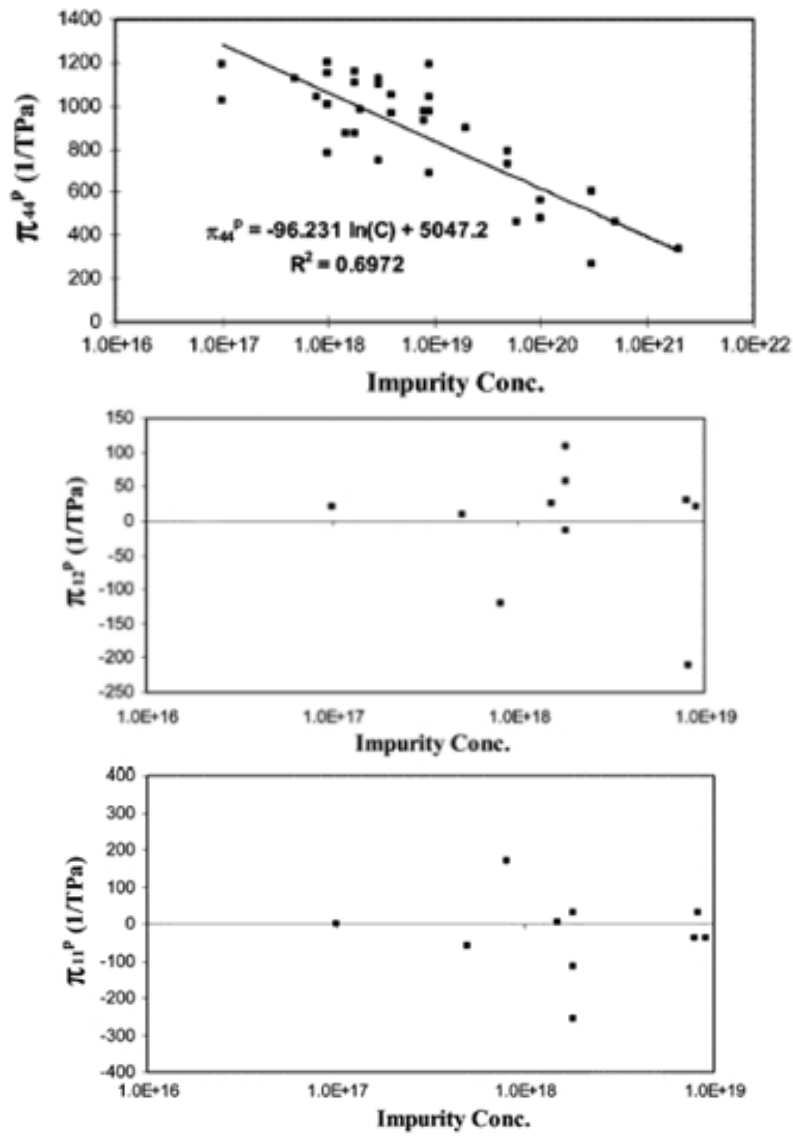 1400
1200
1000
800
600
400
200
0
π44ᵖ (1/TPa)
π44ᵖ = -96.231 ln(C) + 5047.2
R² = 0.6972
1.0E+16 1.0E+17 1.0E+18 1.0E+19 1.0E+20 1.0E+21 1.0E+22
Impurity Conc.
150
100
50
0
-50
-100
-150
-200
-250
π12ᵖ (1/TPa)
1.0E+16 1.0E+17 1.0E+18 1.0E+19
Impurity Conc.
400
300
200
100
0
-100
-200
-300
-400
π11ᵖ (1/TPa)
1.0E+16 1.0E+17 1.0E+18 1.0E+19
Impurity Conc.